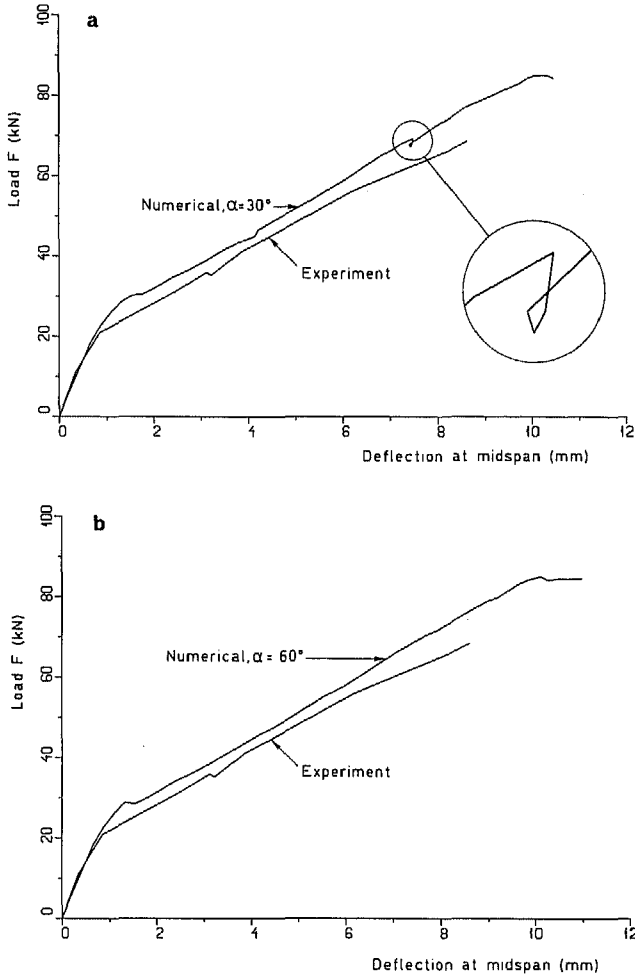 a
100
80
60
40
20
0
Load F (kN)
Numerical, α=30°
Experiment
0 2 4 6 8 10 12
Deflection at midspan (mm)
b
100
80
60
40
20
0
Load F (kN)
Numerical, α = 60°
Experiment
0 2 4 6 8 10 12
Deflection at midspan (mm)